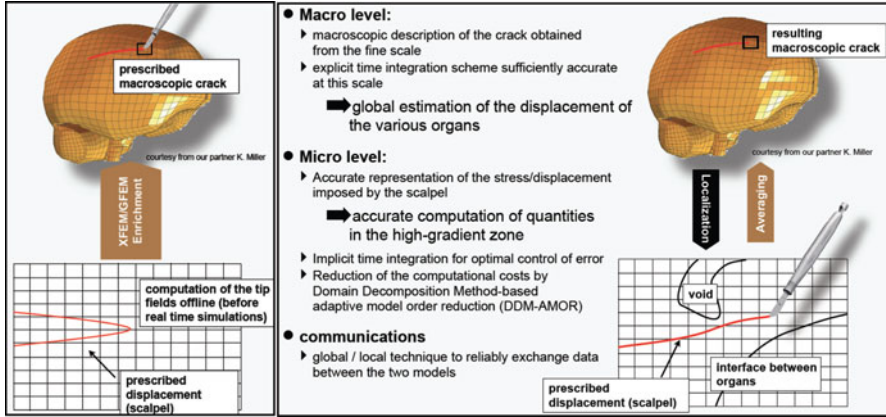 prescribed
macroscopic crack
courtesy from our partner K. Miller
XFEM/GFEM
Enrichment
computation of the tip
fields offline (before
real time simulations)
prescribed
displacement
(scalpel)
● Macro level:
macroscopic description of the crack obtained
from the fine scale
explicit time integration scheme sufficiently accurate
at this scale
global estimation of the displacement of
the various organs
● Micro level:
Accurate representation of the stress/displacement
imposed by the scalpel
accurate computation of quantities
in the high-gradient zone
Implicit time integration for optimal control of error
Reduction of the computational costs by
Domain Decomposition Method-based
adaptive model order reduction (DDM-AMOR)
● communications
global / local technique to reliably exchange data
between the two models
resulting
macroscopic crack
courtesy from our partner K. Miller
Localization
Averaging
void
interface between
organs
prescribed
displacement (scalpel)